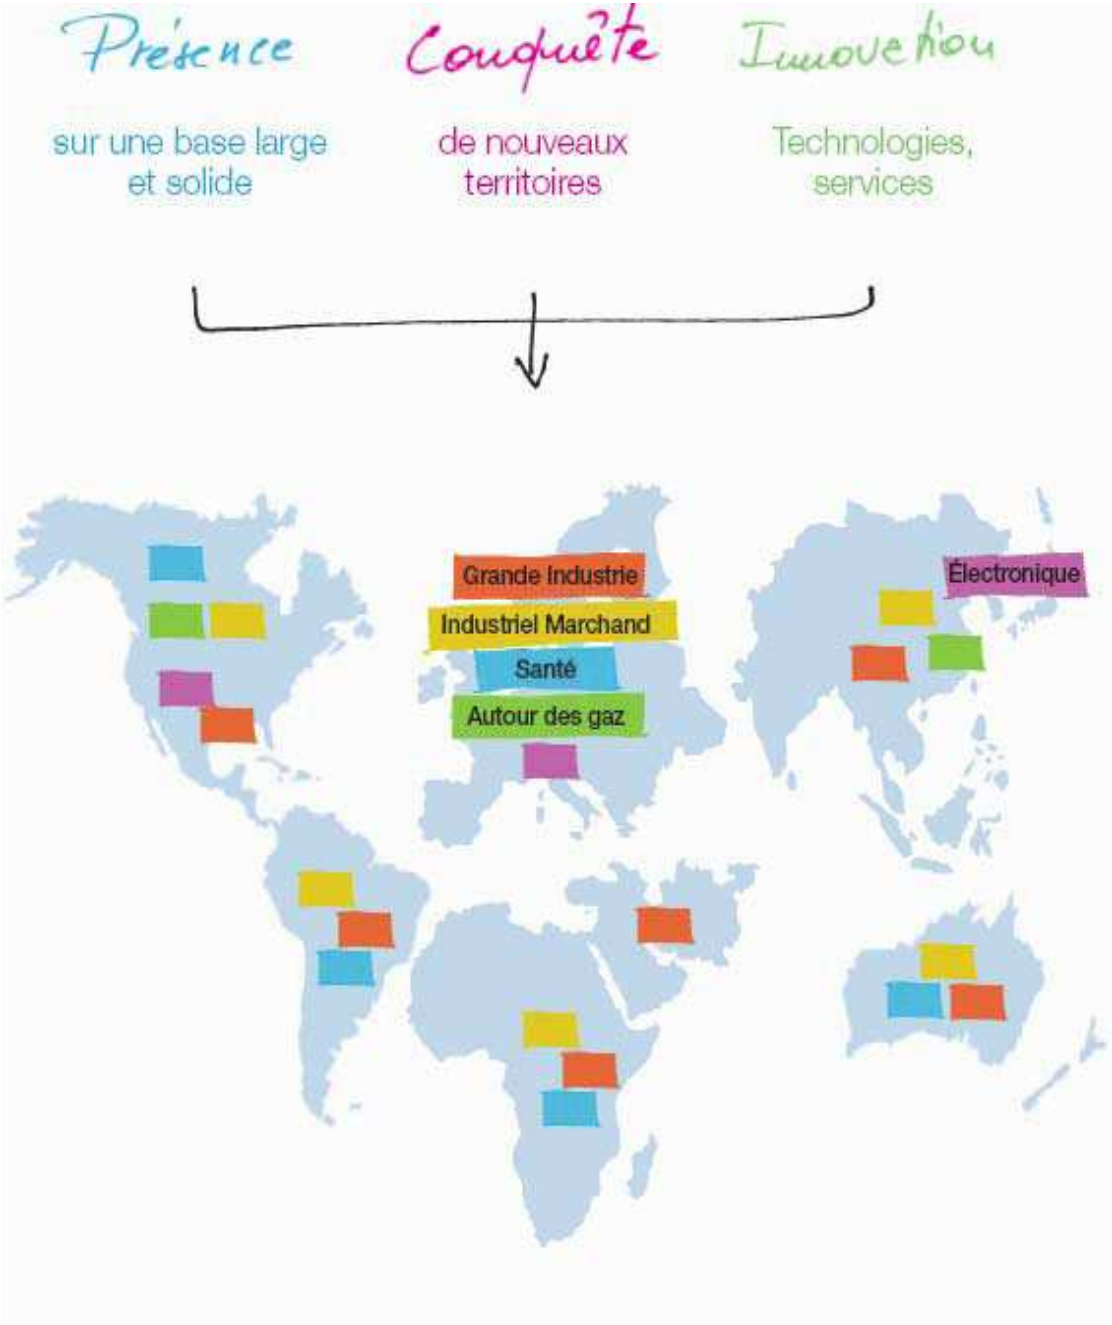 Présence
Conquête
Innovation
sur une base large
et solide
de nouveaux
territoires
Technologies,
services
Grande Industrie
Industriel Marchand
Santé
Autour des gaz
Électronique